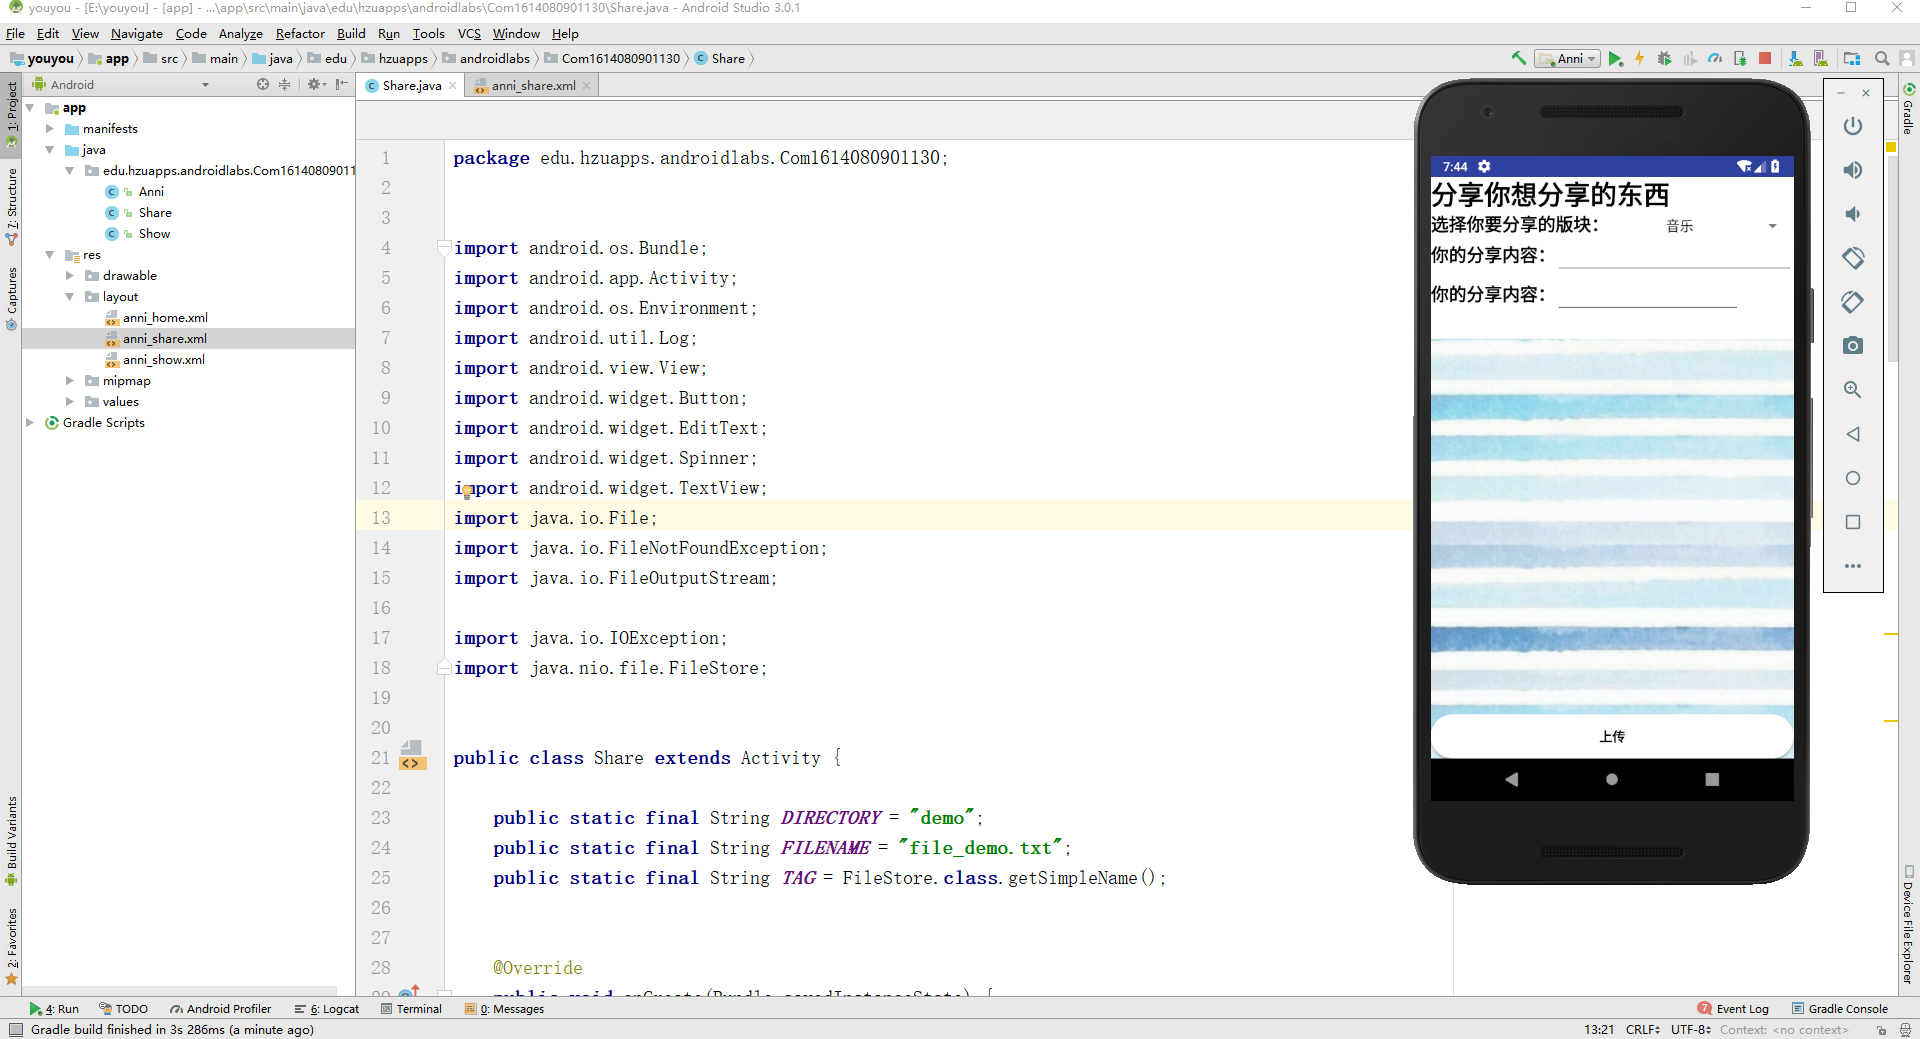 youyou - [E:\youyou] - [app] - ...\app\src\main\java\edu\hzuapps\androidlabs\Com1614080901130\Share.java - Android Studio 3.0.1
File Edit View Navigate Code Analyze Refactor Build Run Tools VCS Window Help
youyou app src main java edu hzuapps androidlabs Com1614080901130 Share Anni
Android
Share.java
anni_share.xml
1: Project
7: Structure
Captures
Build Variants
2: Favorites
app
manifests
java
edu.hzuapps.androidlabs.Com16140809011
Anni
Share
Show
res
drawable
layout
anni_home.xml
anni_share.xml
anni_show.xml
mipmap
values
Gradle Scripts
1 package edu.hzuapps.androidlabs.Com1614080901130;
2
3
4 import android.os.Bundle;
5 import android.app.Activity;
6 import android.os.Environment;
7 import android.util.Log;
8 import android.view.View;
9 import android.widget.Button;
10 import android.widget.EditText;
11 import android.widget.Spinner;
12 import android.widget.TextView;
13 import java.io.File;
14 import java.io.FileNotFoundException;
15 import java.io.FileOutputStream;
16
17 import java.io.IOException;
18 import java.nio.file.FileStore;
19
20
21 public class Share extends Activity {
22
23 public static final String DIRECTORY = "demo";
24 public static final String FILENAME = "file_demo.txt";
25 public static final String TAG = FileStore.class.getSimpleName();
26
27
28 @Override
29 public void onCreate(Bundle savedInstanceState) {
7:44
分享你想分享的东西
选择你要分享的版块： 音乐
你的分享内容：
你的分享内容：
上传
Gradle
Device File Explorer
4: Run TODO Android Profiler 6: Logcat Terminal 0: Messages
7 Event Log Gradle Console
Gradle build finished in 3s 286ms (a minute ago)
13:21 CRLF UTF-8 Context: <no context>